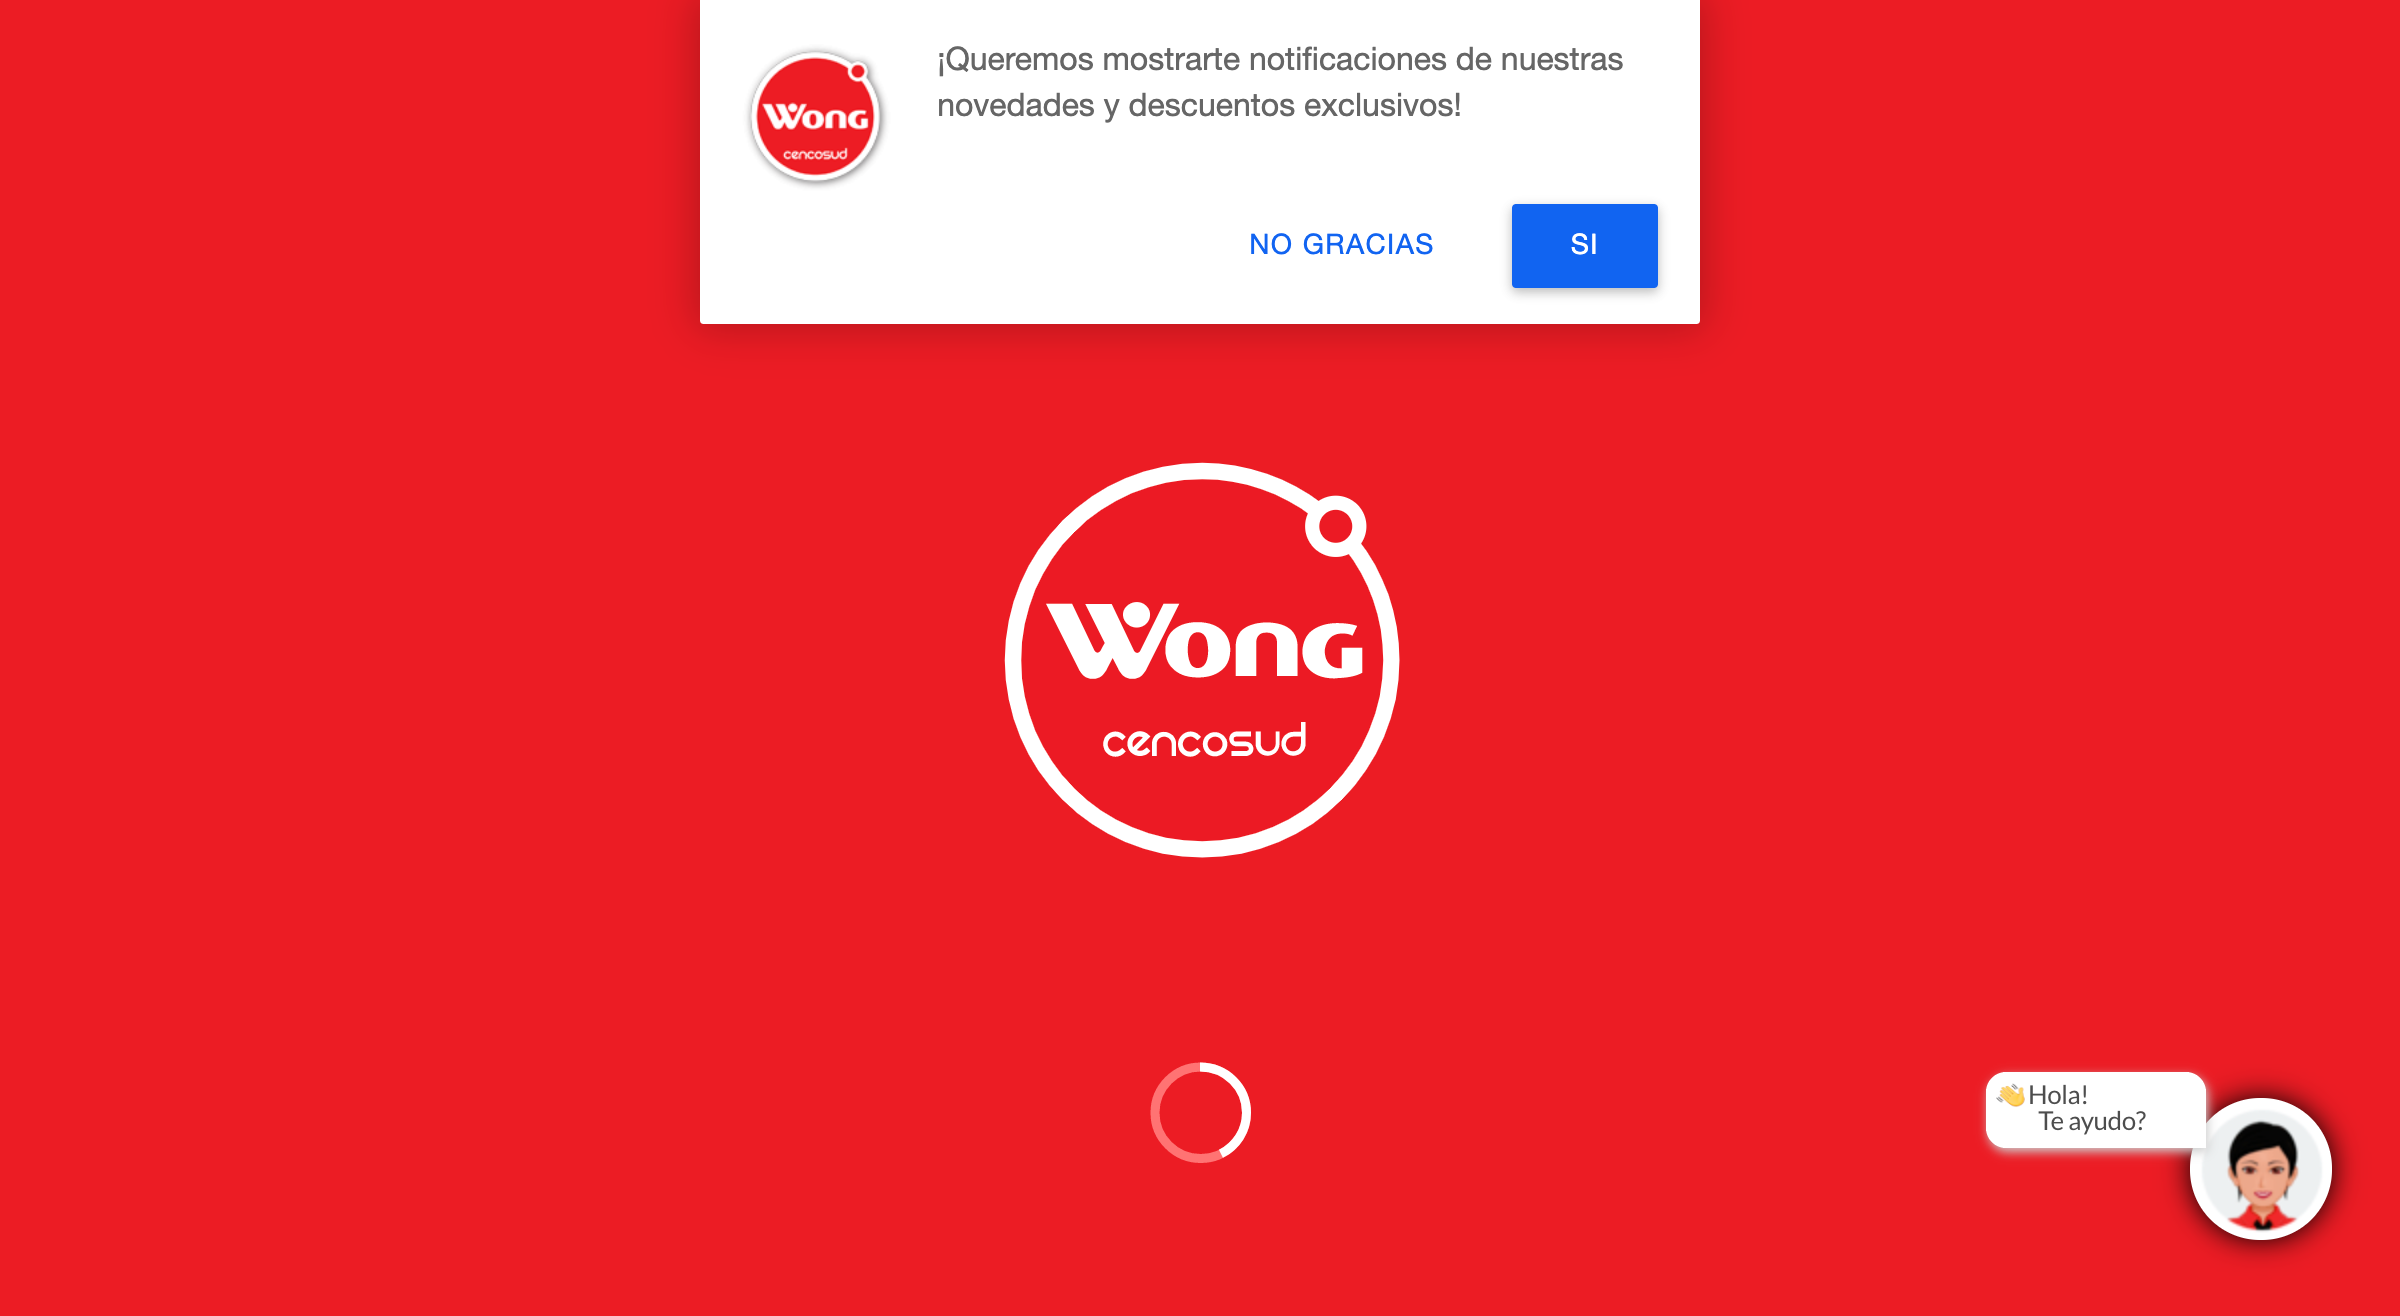 ¡Queremos mostrarte notificaciones de nuestras
novedades y descuentos exclusivos!
Wong
cencosud
NO GRACIAS
SI
Wong
cencosud
👋Hola!
Te ayudo?